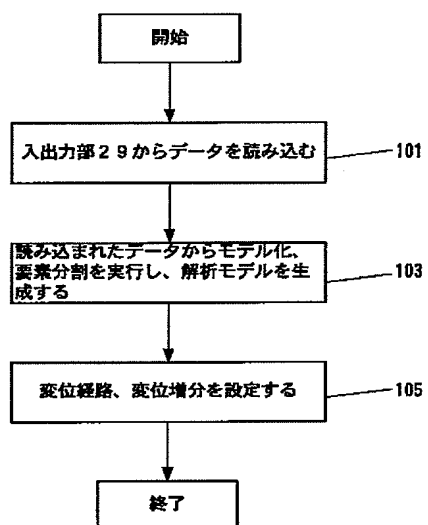 開始
入出力部29からデータを読み込む
101
読み込まれたデータからモデル化、
要素分割を実行し、解析モデルを生
成する
103
変位経路、変位増分を設定する
105
終了